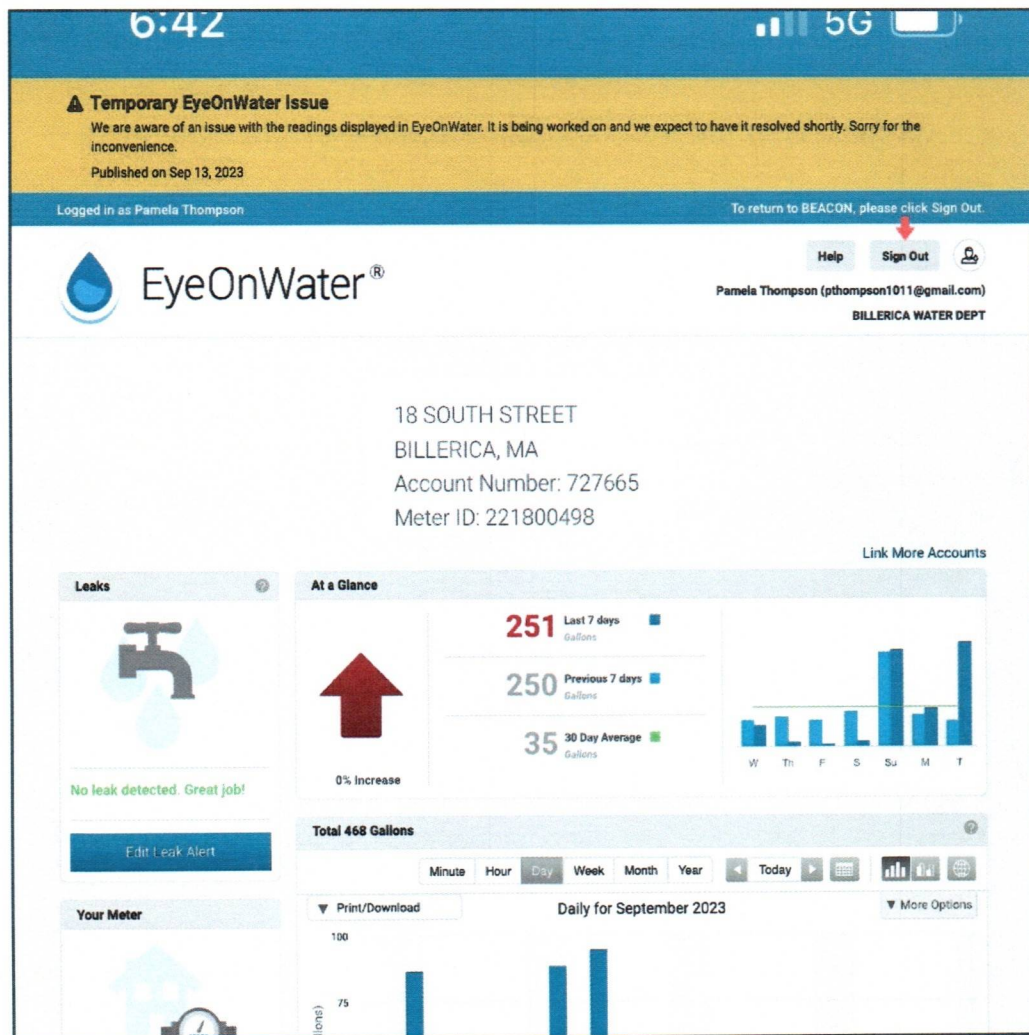 6:42
5G
Temporary EyeOnWater Issue
We are aware of an issue with the readings displayed in EyeOnWater. It is being worked on and we expect to have it resolved shortly. Sorry for the
inconvenience.
Published on Sep 13, 2023
Logged in as Pamela Thompson
To return to BEACON, please click Sign Out.
Help
Sign Out
EyeOnWater®
Pamela Thompson (pthompson1011@gmail.com)
BILLERICA WATER DEPT
18 SOUTH STREET
BILLERICA, MA
Account Number: 727665
Meter ID: 221800498
Link More Accounts
Leaks
?
No leak detected. Great job!
Edit Leak Alert
At a Glance
0% Increase
251 Last 7 days
Gallons
250 Previous 7 days
Gallons
35 30 Day Average
Gallons
W Th F S Su M T
Total 468 Gallons
?
Minute Hour Day Week Month Year Today
Print/Download
Daily for September 2023
More Options
100
75
Your Meter